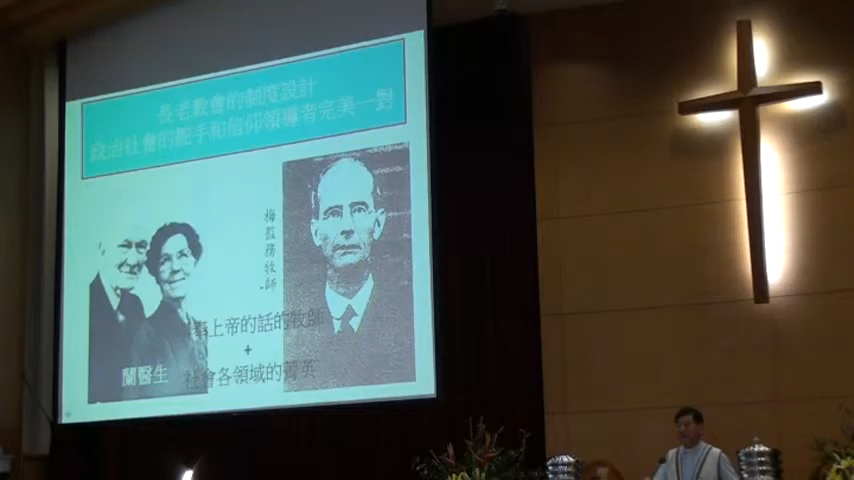 長老教會的制度設計
政治社會的肥手和信仰領導者完美一對
梅監務牧師
奉上帝的話的牧師
+
蘭醫生 社會各領域的菁英